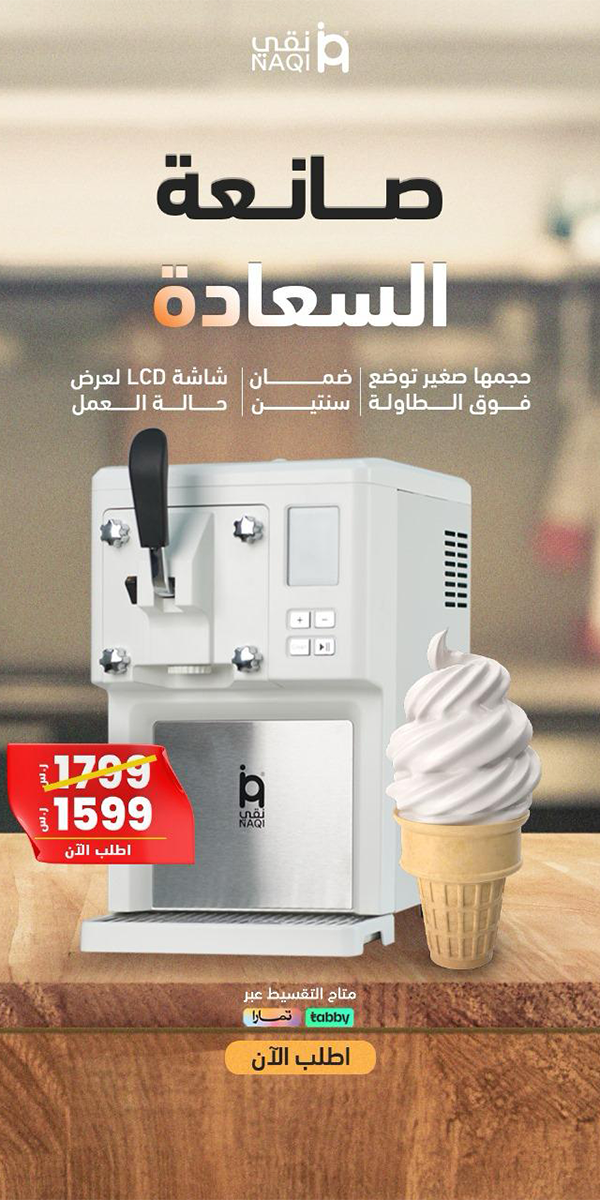 نقي
NAQI
صانعة
السعادة
حجمها صغير توضع
فوق الطاولة
ضمان
سنتين
شاشة LCD لعرض
حالة العمل
+ −
نقي
NAQI
1799 ر.س
1599 ر.س
اطلب الآن
متاح التقسيط عبر
tabby تمارا
اطلب الآن